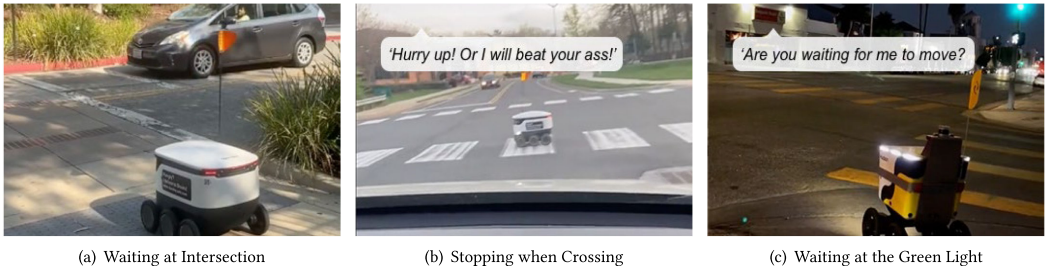 'Hurry up! Or I will beat your ass!'
'Are you waiting for me to move?'
(a) Waiting at Intersection
(b) Stopping when Crossing
(c) Waiting at the Green Light